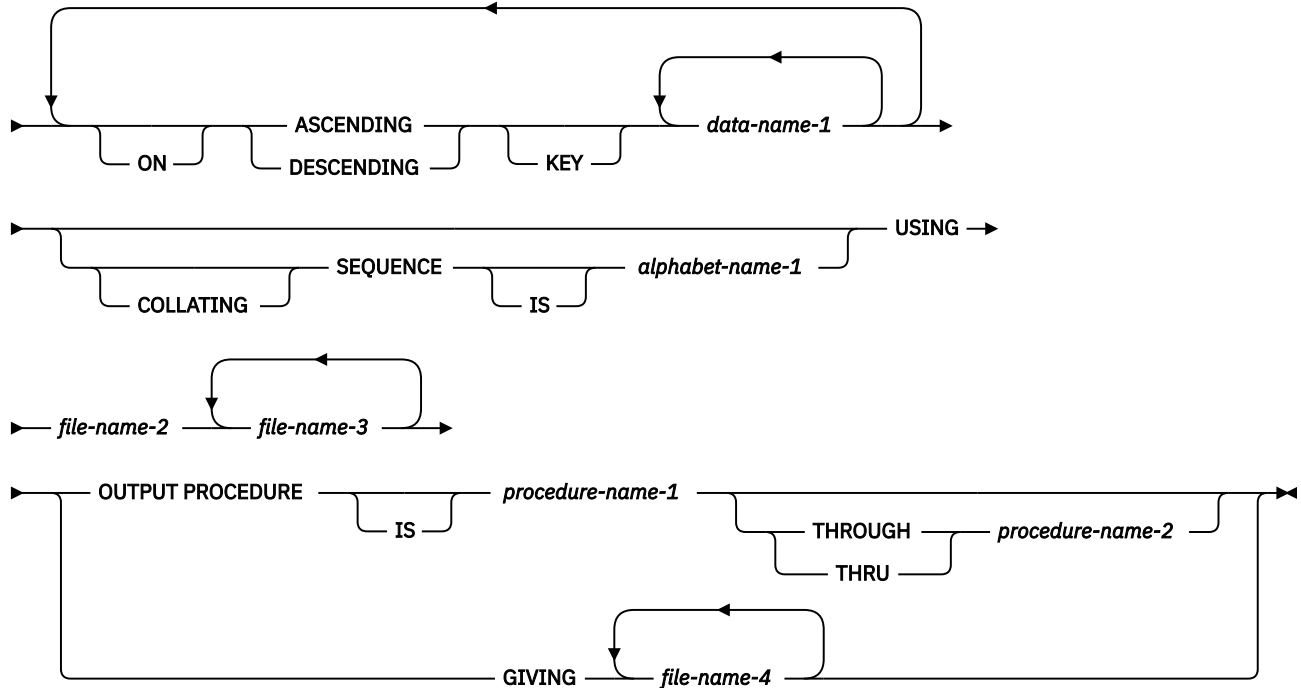 ASCENDING data-name-1
ON DESCENDING KEY
USING
SEQUENCE alphabet-name-1
COLLATING IS
file-name-2 file-name-3
OUTPUT PROCEDURE procedure-name-1
IS THROUGH procedure-name-2
THRU
GIVING file-name-4